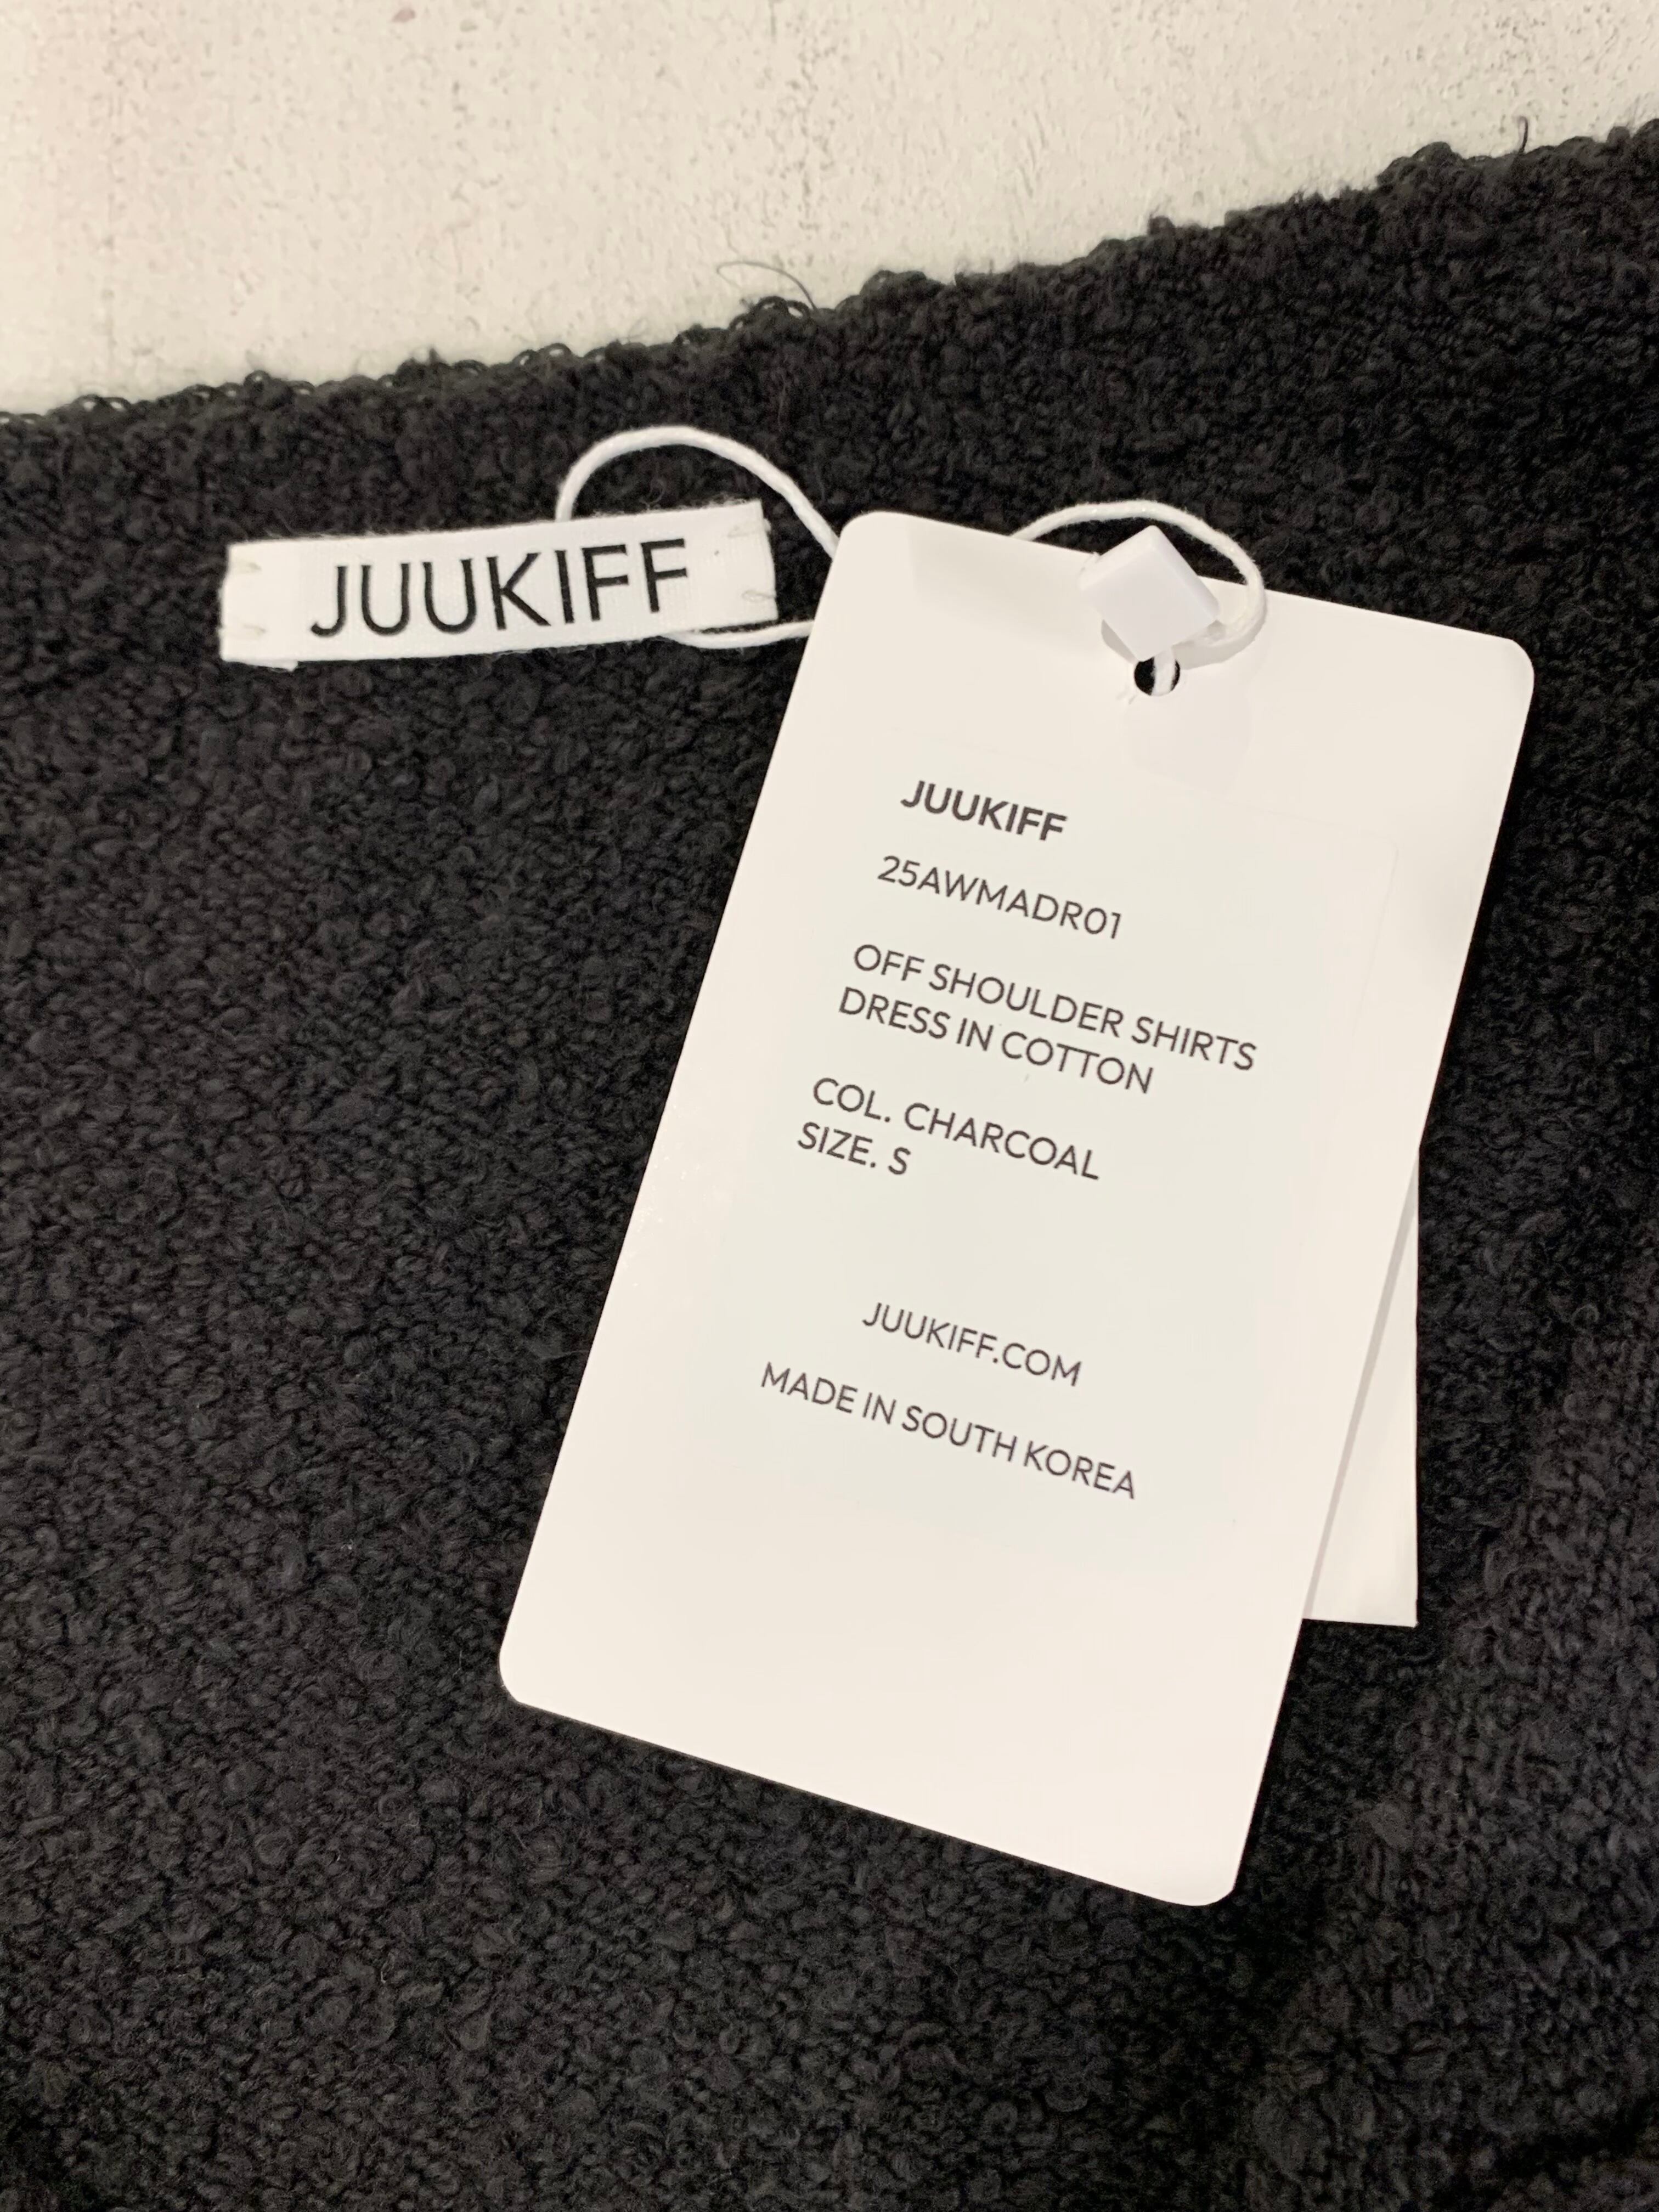 JUUKIFF
JUUKIFF
25AWMADR01
OFF SHOULDER SHIRTS
DRESS IN COTTON
COL. CHARCOAL
SIZE. S
JUUKIFF.COM
MADE IN SOUTH KOREA